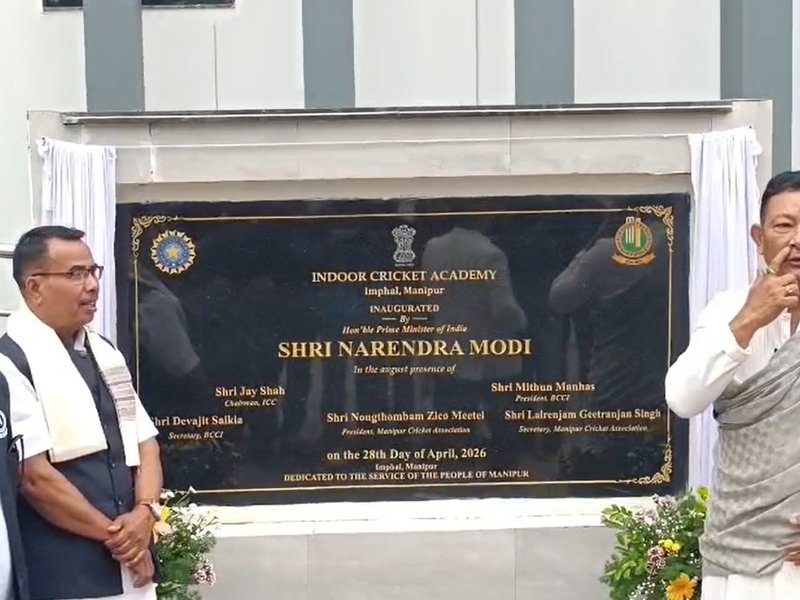 INDOOR CRICKET ACADEMY
Imphal, Manipur
INAUGURATED
By
Hon'ble Prime Minister of India
SHRI NARENDRA MODI
In the august presence of
Shri Jay Shah
Chairman, ICC
Shri Mithun Manhas
President, BCCI
Shri Devajit Saikia
Secretary, BCCI
Shri Nongthombam Zico Meetei
President, Manipur Cricket Association
Shri Lairenjam Geetranjan Singh
Secretary, Manipur Cricket Association
on the 28th Day of April, 2026
Imphal, Manipur
DEDICATED TO THE SERVICE OF THE PEOPLE OF MANIPUR